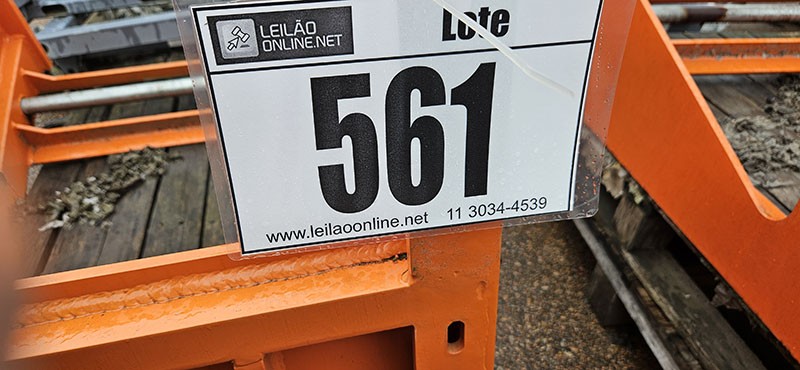 LEILÃO
ONLINE.NET
Lote
561
www.leilaoonline.net 11 3034-4539